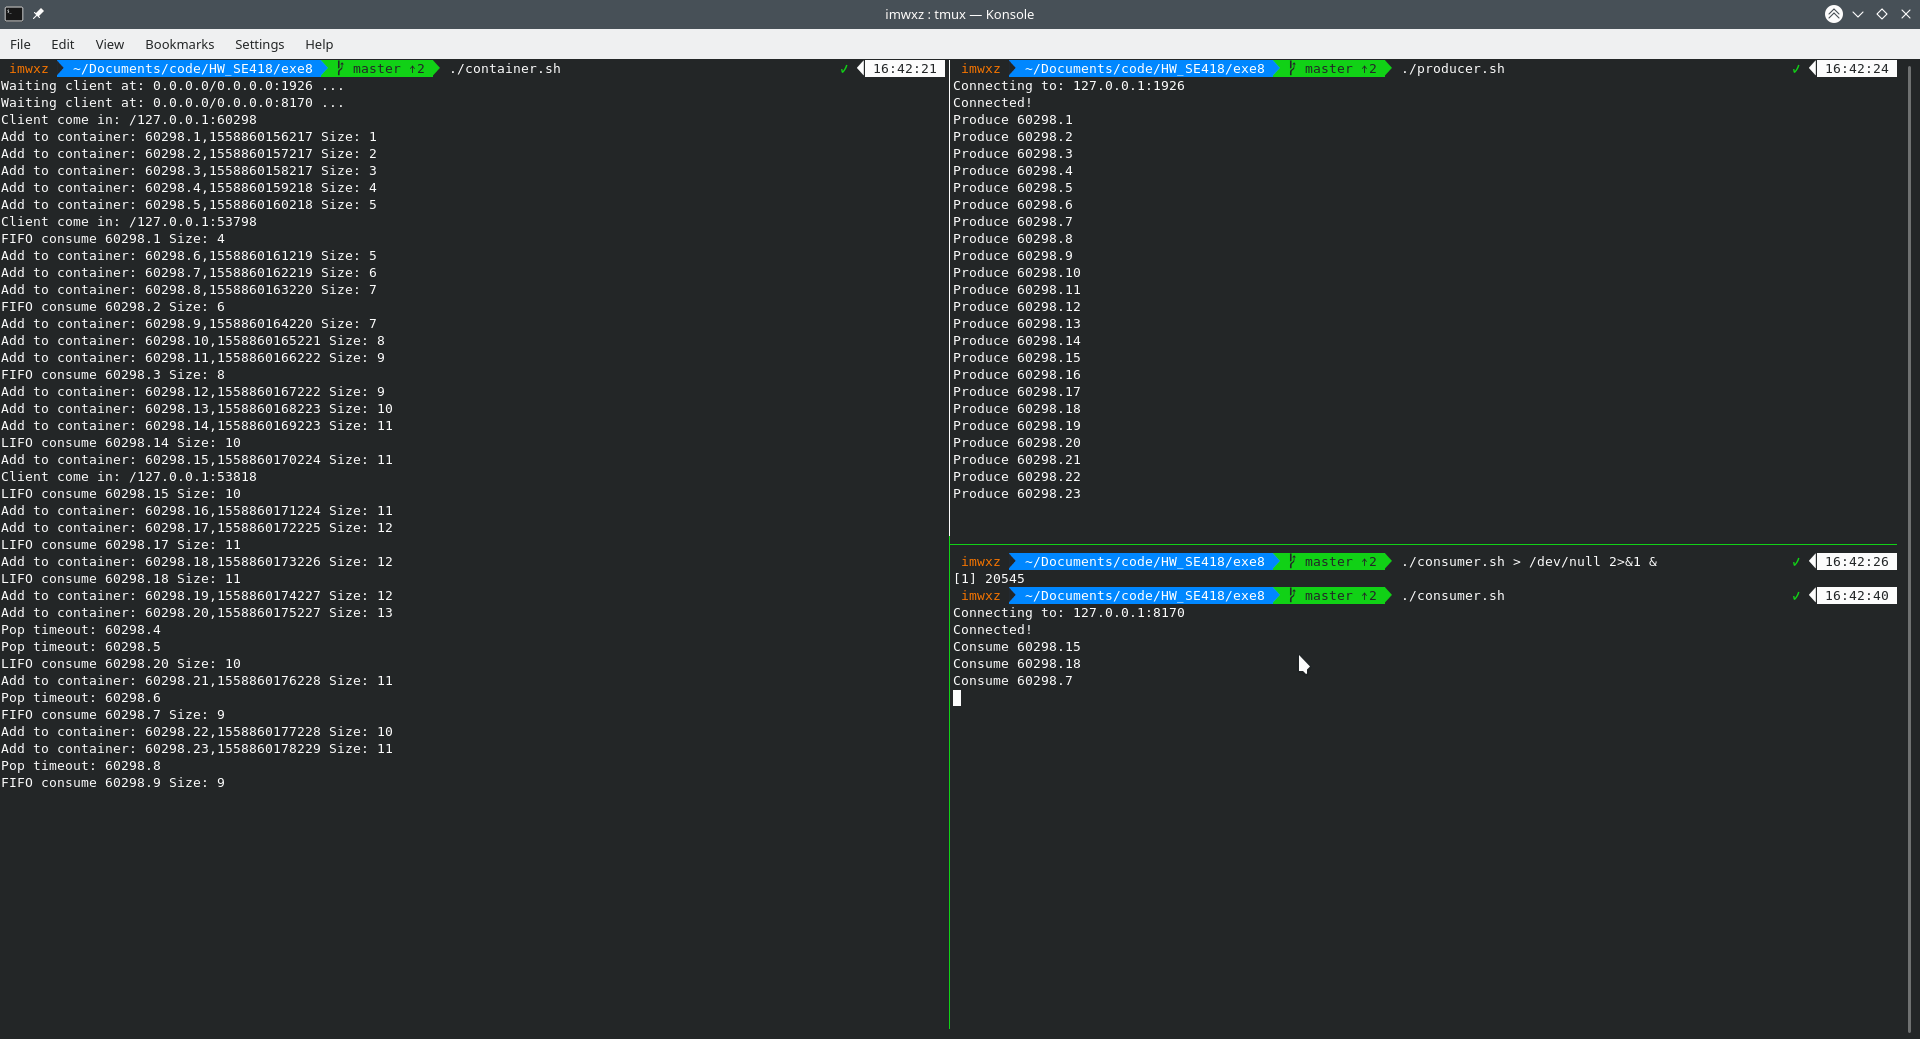 imwxz : tmux — Konsole
File Edit View Bookmarks Settings Help
imwxz ~/Documents/code/HW_SE418/exe8 master ↑2 ./container.sh ✓ 16:42:21
Waiting client at: 0.0.0.0/0.0.0.0:1926 ...
Waiting client at: 0.0.0.0/0.0.0.0:8170 ...
Client come in: /127.0.0.1:60298
Add to container: 60298.1,1558860156217 Size: 1
Add to container: 60298.2,1558860157217 Size: 2
Add to container: 60298.3,1558860158217 Size: 3
Add to container: 60298.4,1558860159218 Size: 4
Add to container: 60298.5,1558860160218 Size: 5
Client come in: /127.0.0.1:53798
FIFO consume 60298.1 Size: 4
Add to container: 60298.6,1558860161219 Size: 5
Add to container: 60298.7,1558860162219 Size: 6
Add to container: 60298.8,1558860163220 Size: 7
FIFO consume 60298.2 Size: 6
Add to container: 60298.9,1558860164220 Size: 7
Add to container: 60298.10,1558860165221 Size: 8
Add to container: 60298.11,1558860166222 Size: 9
FIFO consume 60298.3 Size: 8
Add to container: 60298.12,1558860167222 Size: 9
Add to container: 60298.13,1558860168223 Size: 10
Add to container: 60298.14,1558860169223 Size: 11
LIFO consume 60298.14 Size: 10
Add to container: 60298.15,1558860170224 Size: 11
Client come in: /127.0.0.1:53818
LIFO consume 60298.15 Size: 10
Add to container: 60298.16,1558860171224 Size: 11
Add to container: 60298.17,1558860172225 Size: 12
LIFO consume 60298.17 Size: 11
Add to container: 60298.18,1558860173226 Size: 12
LIFO consume 60298.18 Size: 11
Add to container: 60298.19,1558860174227 Size: 12
Add to container: 60298.20,1558860175227 Size: 13
Pop timeout: 60298.4
Pop timeout: 60298.5
LIFO consume 60298.20 Size: 10
Add to container: 60298.21,1558860176228 Size: 11
Pop timeout: 60298.6
FIFO consume 60298.7 Size: 9
Add to container: 60298.22,1558860177228 Size: 10
Add to container: 60298.23,1558860178229 Size: 11
Pop timeout: 60298.8
FIFO consume 60298.9 Size: 9
imwxz ~/Documents/code/HW_SE418/exe8 master ↑2 ./producer.sh ✓ 16:42:24
Connecting to: 127.0.0.1:1926
Connected!
Produce 60298.1
Produce 60298.2
Produce 60298.3
Produce 60298.4
Produce 60298.5
Produce 60298.6
Produce 60298.7
Produce 60298.8
Produce 60298.9
Produce 60298.10
Produce 60298.11
Produce 60298.12
Produce 60298.13
Produce 60298.14
Produce 60298.15
Produce 60298.16
Produce 60298.17
Produce 60298.18
Produce 60298.19
Produce 60298.20
Produce 60298.21
Produce 60298.22
Produce 60298.23
imwxz ~/Documents/code/HW_SE418/exe8 master ↑2 ./consumer.sh > /dev/null 2>&1 & ✓ 16:42:26
[1] 20545
imwxz ~/Documents/code/HW_SE418/exe8 master ↑2 ./consumer.sh ✓ 16:42:40
Connecting to: 127.0.0.1:8170
Connected!
Consume 60298.15
Consume 60298.18
Consume 60298.7